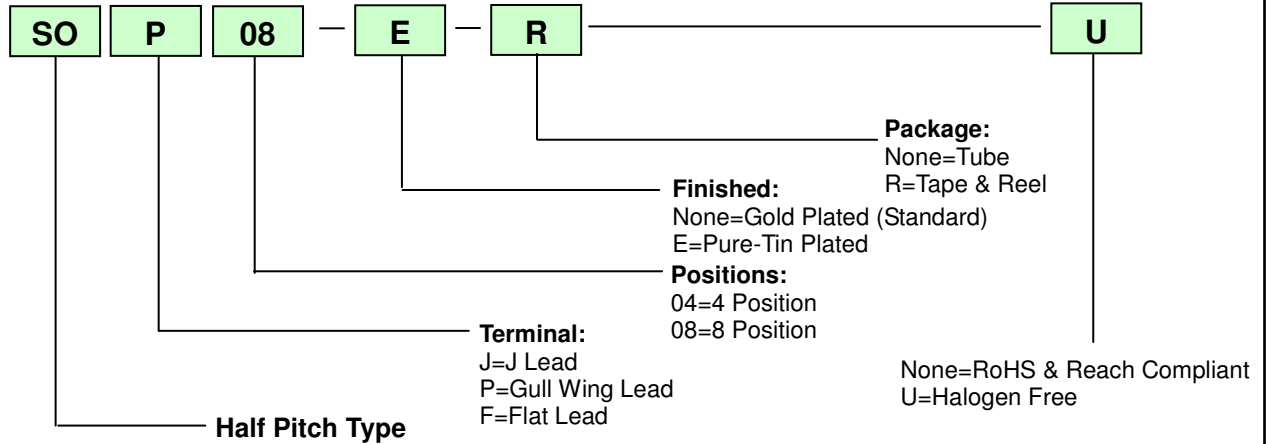 SO P 08 — E — R U
Package:
None=Tube
R=Tape & Reel
Finished:
None=Gold Plated (Standard)
E=Pure-Tin Plated
Positions:
04=4 Position
08=8 Position
Terminal:
J=J Lead
P=Gull Wing Lead
F=Flat Lead
None=RoHS & Reach Compliant
U=Halogen Free
Half Pitch Type